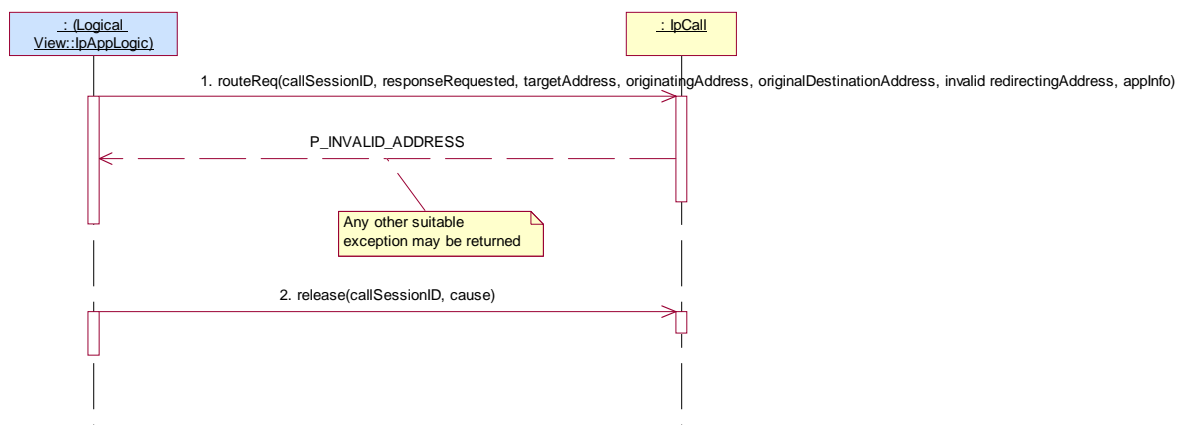 : (Logical
View::IpAppLogic)
: IpCall
1. routeReq(callSessionID, responseRequested, targetAddress, originatingAddress, originalDestinationAddress, invalid redirectingAddress, appInfo)
P_INVALID_ADDRESS
Any other suitable
exception may be returned
2. release(callSessionID, cause)